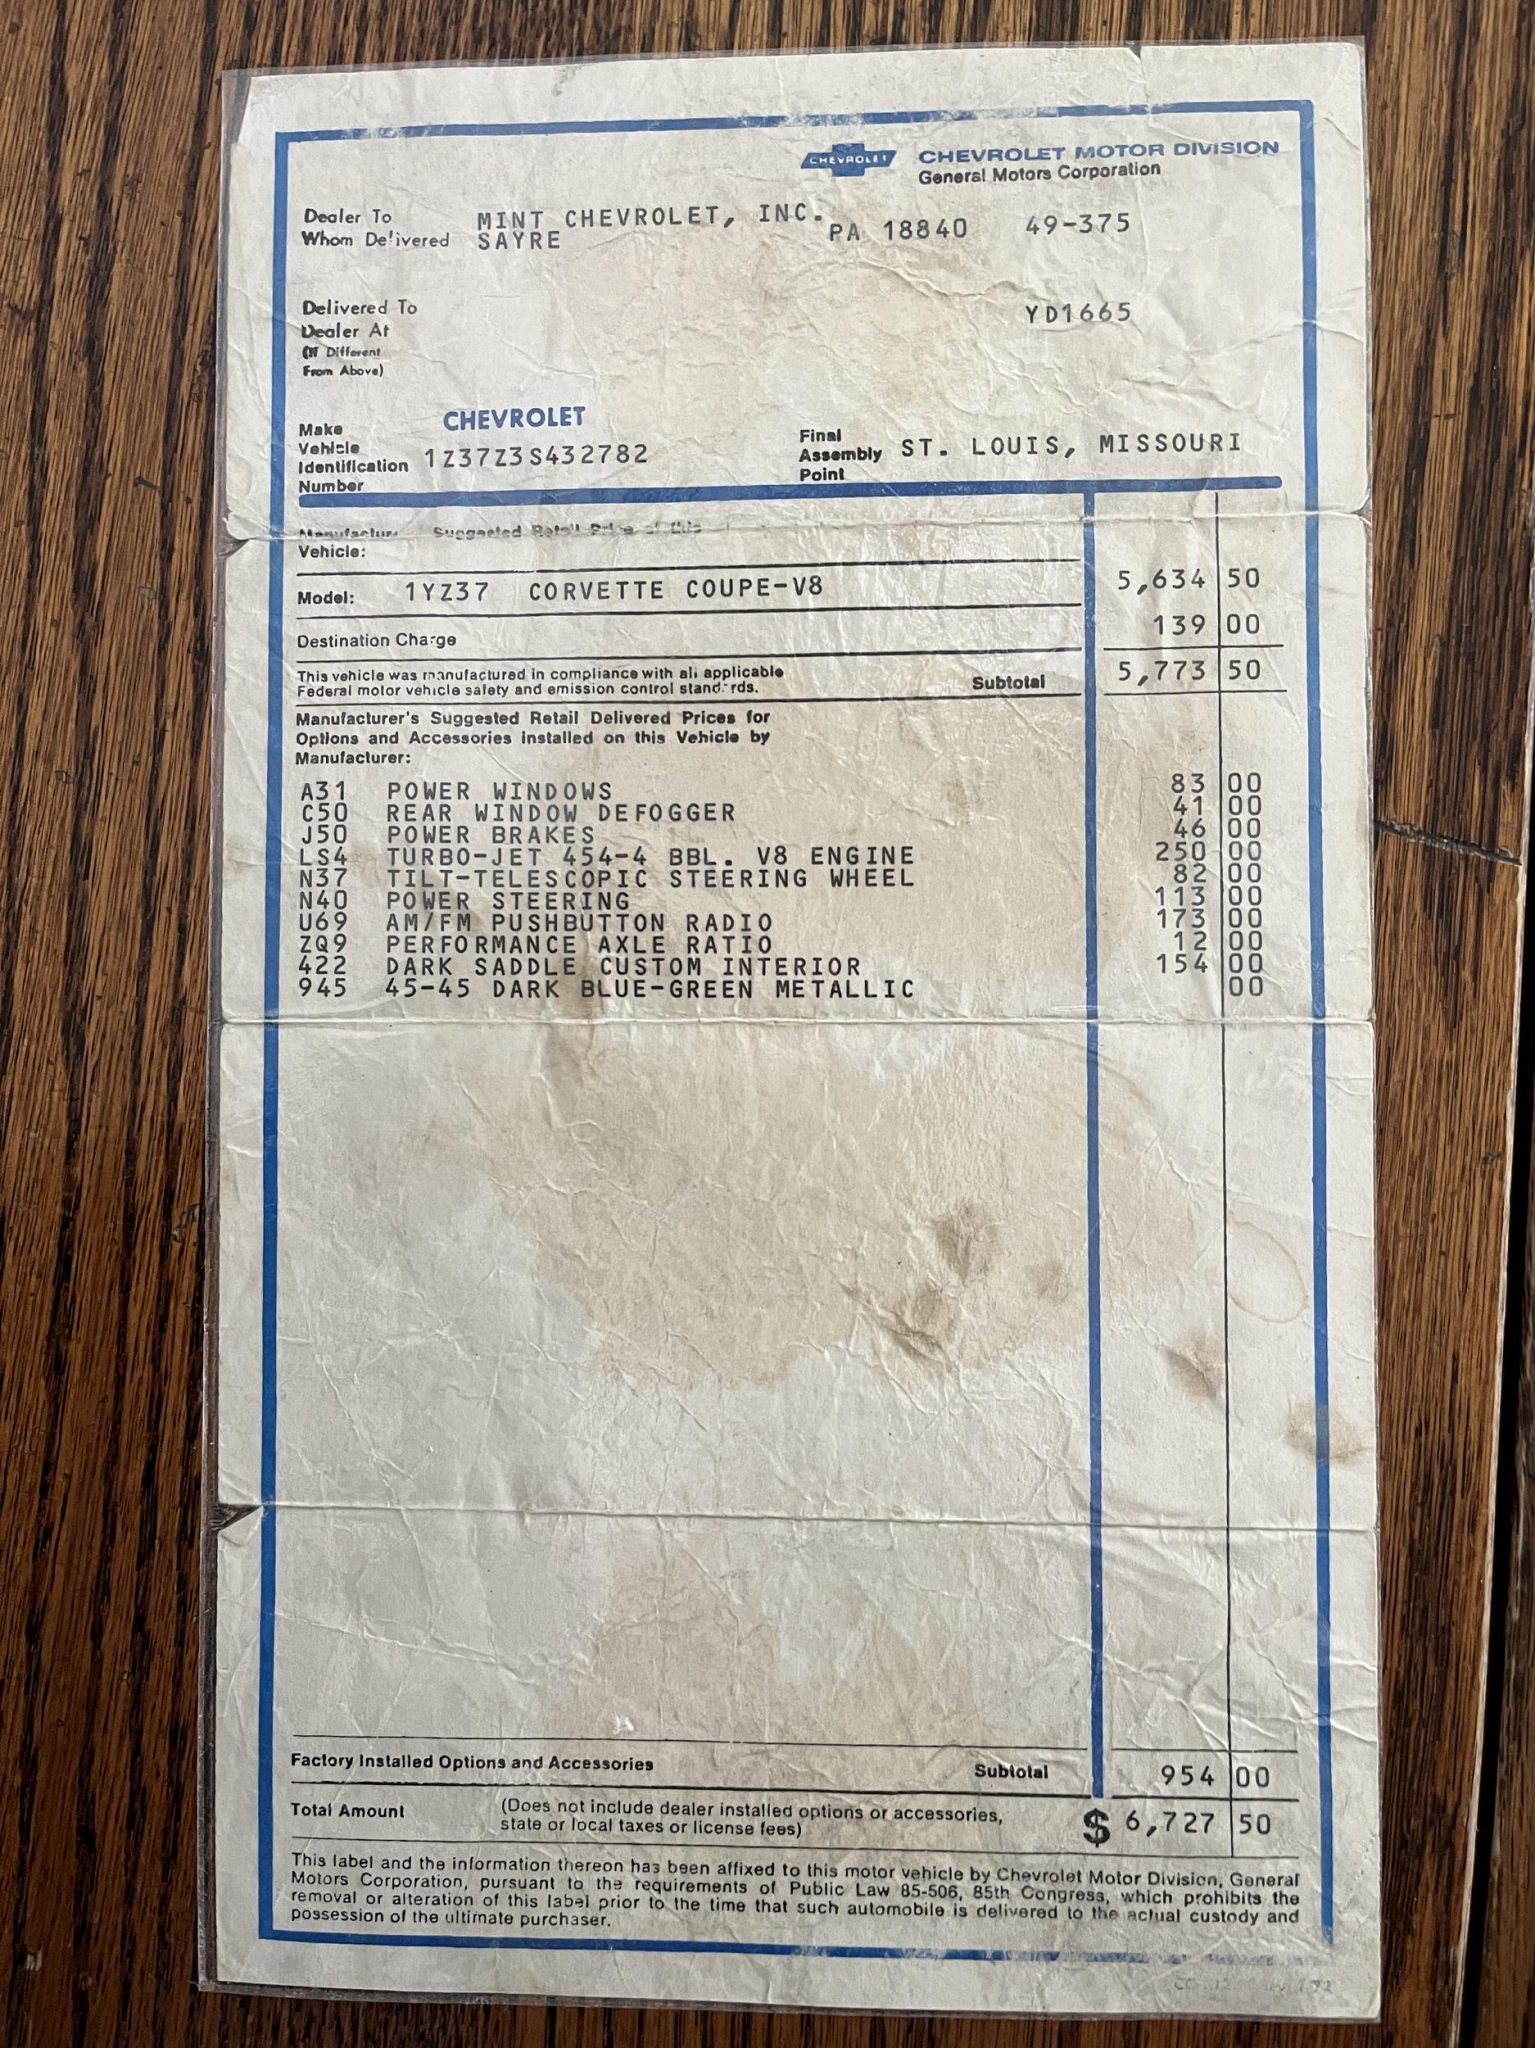 CHEVROLET CHEVROLET MOTOR DIVISION
General Motors Corporation
Dealer To
Whom Delivered
MINT CHEVROLET, INC.
SAYRE PA 18840 49-375
Delivered To
Dealer At
(If Different
From Above)
YD1665
Make CHEVROLET
Vehicle
Identification
Number
1Z37Z3S432782
Final
Assembly
Point
ST. LOUIS, MISSOURI
Suggested Retail Price of this
Vehicle:
Model: 1YZ37 CORVETTE COUPE-V8 5,634 50
Destination Charge 139 00
This vehicle was manufactured in compliance with all applicable
Federal motor vehicle safety and emission control standards.
Subtotal 5,773 50
Manufacturer's Suggested Retail Delivered Prices for
Options and Accessories installed on this Vehicle by
Manufacturer:
A31 POWER WINDOWS 83 00
C50 REAR WINDOW DEFOGGER 41 00
J50 POWER BRAKES 46 00
LS4 TURBO-JET 454-4 BBL. V8 ENGINE 250 00
N37 TILT-TELESCOPIC STEERING WHEEL 82 00
N40 POWER STEERING 113 00
U69 AM/FM PUSHBUTTON RADIO 173 00
ZQ9 PERFORMANCE AXLE RATIO 12 00
422 DARK SADDLE CUSTOM INTERIOR 154 00
945 45-45 DARK BLUE-GREEN METALLIC 00
Factory Installed Options and Accessories Subtotal 954 00
Total Amount (Does not include dealer installed options or accessories,
state or local taxes or license fees)
$ 6,727 50
This label and the information thereon has been affixed to this motor vehicle by Chevrolet Motor Division, General
Motors Corporation, pursuant to the requirements of Public Law 85-506, 85th Congress, which prohibits the
removal or alteration of this label prior to the time that such automobile is delivered to the actual custody and
possession of the ultimate purchaser.